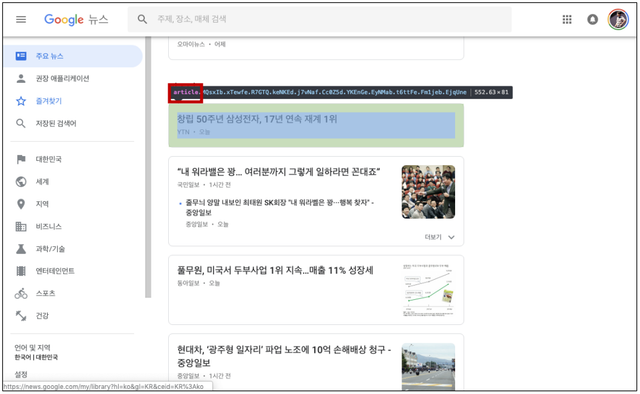 Google 뉴스
주제, 장소, 매체 검색
주요 뉴스
권장 애플리케이션
즐겨찾기
저장된 검색어
대한민국
세계
지역
비즈니스
과학/기술
엔터테인먼트
스포츠
건강
언어 및 지역
한국어 | 대한민국
설정
https://news.google.com/my/library?hl=ko&gl=KR&ceid=KR%3Ako
오마이뉴스 • 어제
article.MQsxIb.xTewfe.R7GTQ.keNKEd.j7vNaf.Cc0Z5d.YKEnGe.EyNMab.t6ttFe.Fm1jeb.EjqUne | 552.63 × 81
창립 50주년 삼성전자, 17년 연속 재계 1위
YTN • 오늘
“내 워라밸은 꽝... 여러분까지 그렇게 일하라면 꼰대죠”
국민일보 • 1시간 전
• 줄무늬 양말 내보인 최태원 SK회장 "내 워라밸은 꽝…행복 찾자" -
중앙일보
중앙일보 • 오늘
더보기
풀무원, 미국서 두부사업 1위 지속…매출 11% 성장세
동아일보 • 오늘
현대차, ‘광주형 일자리’ 파업 노조에 10억 손해배상 청구 -
중앙일보
중앙일보 • 오늘